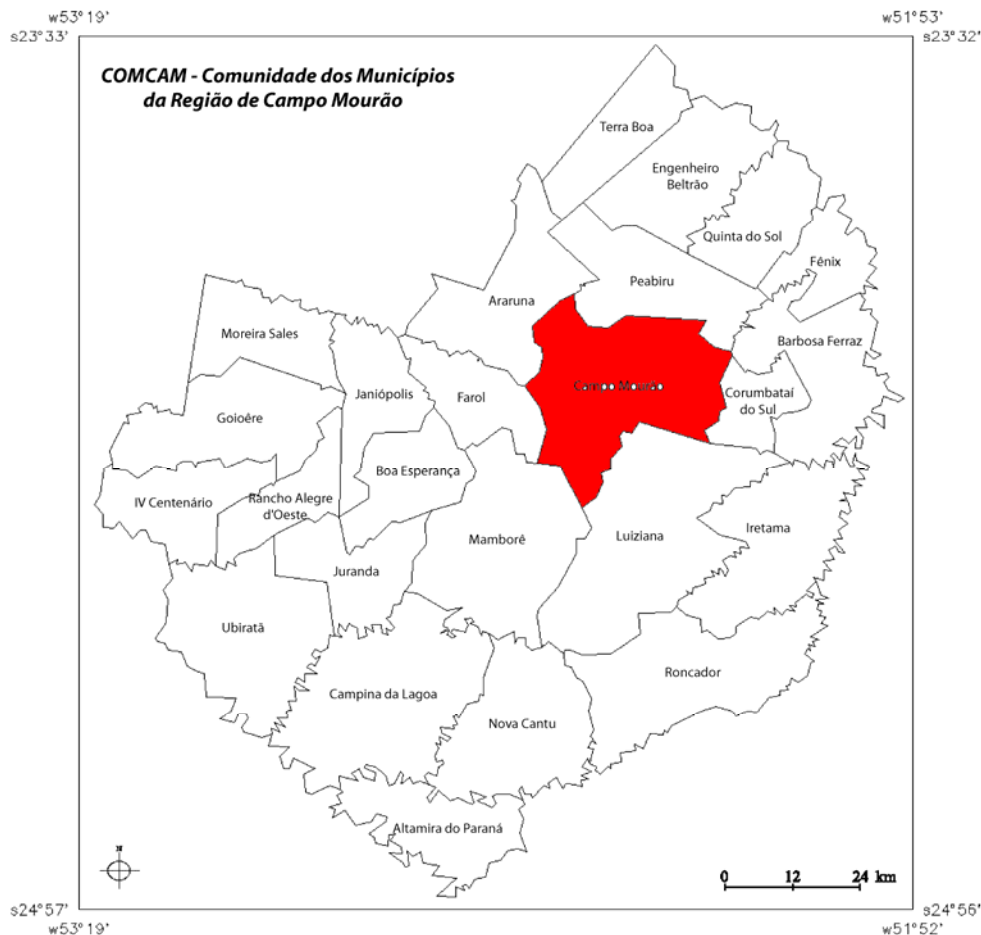 w53°19'
w51°53'
s23°33'
s23°32'
COMCAM - Comunidade dos Municípios
da Região de Campo Mourão
Terra Boa
Engenheiro
Beltrão
Quinta do Sol
Fênix
Peabiru
Araruna
Moreira Sales
Barbosa Ferraz
Campo Mourão
Janiópolis
Farol
Corumbataí
do Sul
Goioêre
Boa Esperança
IV Centenário
Rancho Alegre
d'Oeste
Iretama
Luiziana
Mamborê
Juranda
Ubiratã
Roncador
Campina da Lagoa
Nova Cantu
Altamira do Paraná
N
0 12 24 km
s24°57'
s24°56'
w53°19'
w51°52'